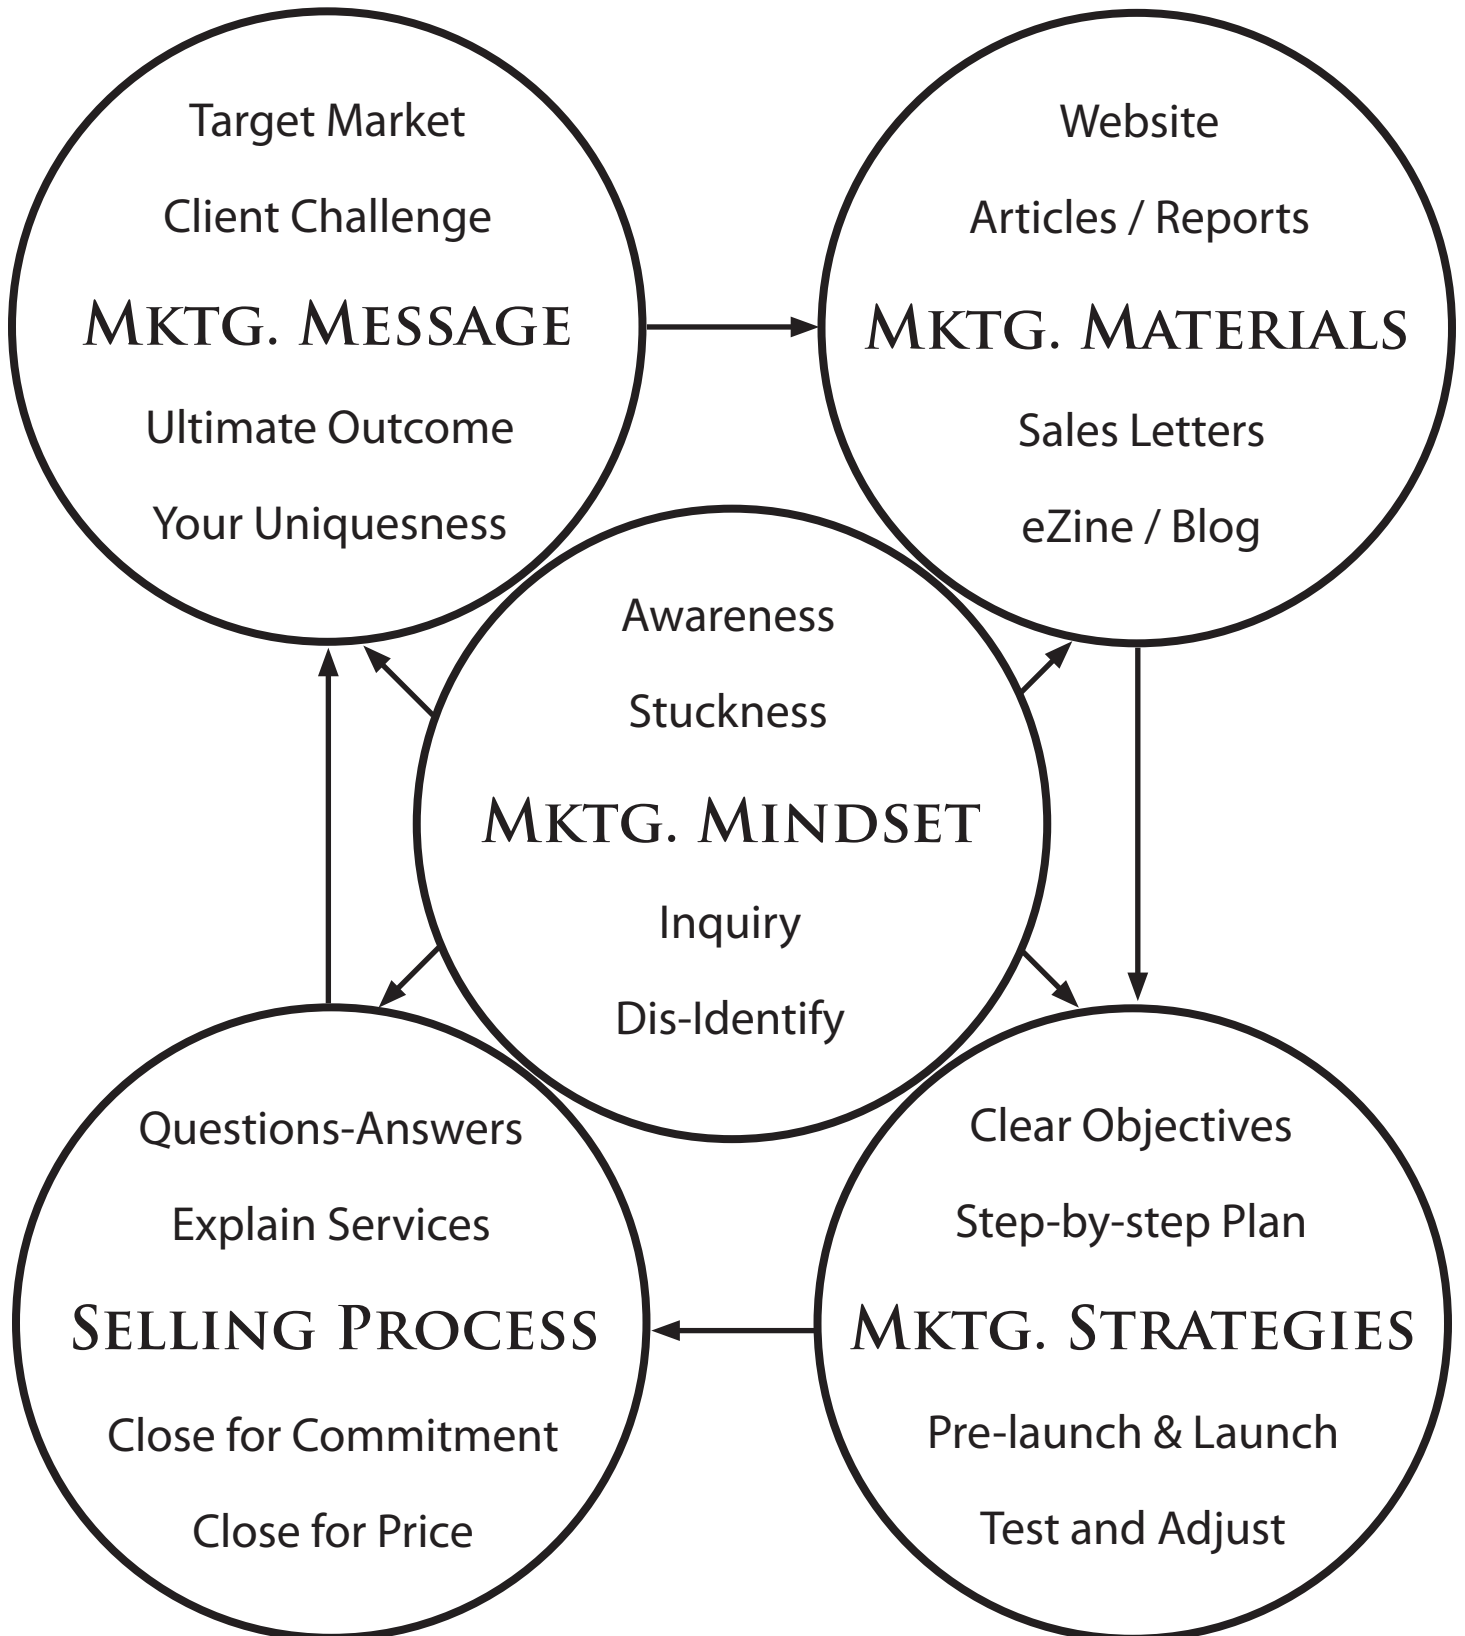 Target Market
Client Challenge
Mktg. Message
Ultimate Outcome
Your Uniquesness
Website
Articles / Reports
Mktg. Materials
Sales Letters
eZine / Blog
Awareness
Stuckness
Mktg. Mindset
Inquiry
Dis-Identify
Questions-Answers
Explain Services
Selling Process
Close for Commitment
Close for Price
Clear Objectives
Step-by-step Plan
Mktg. Strategies
Pre-launch & Launch
Test and Adjust